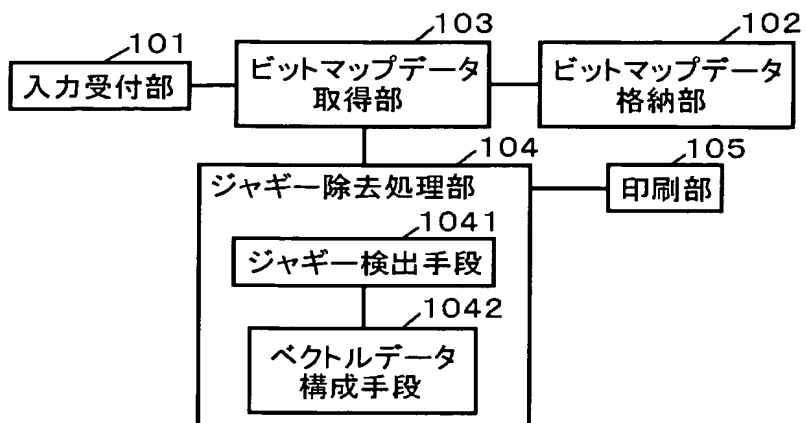 101
入力受付部
103
ビットマップデータ
取得部
102
ビットマップデータ
格納部
104
ジャギー除去処理部
105
印刷部
1041
ジャギー検出手段
1042
ベクトルデータ
構成手段